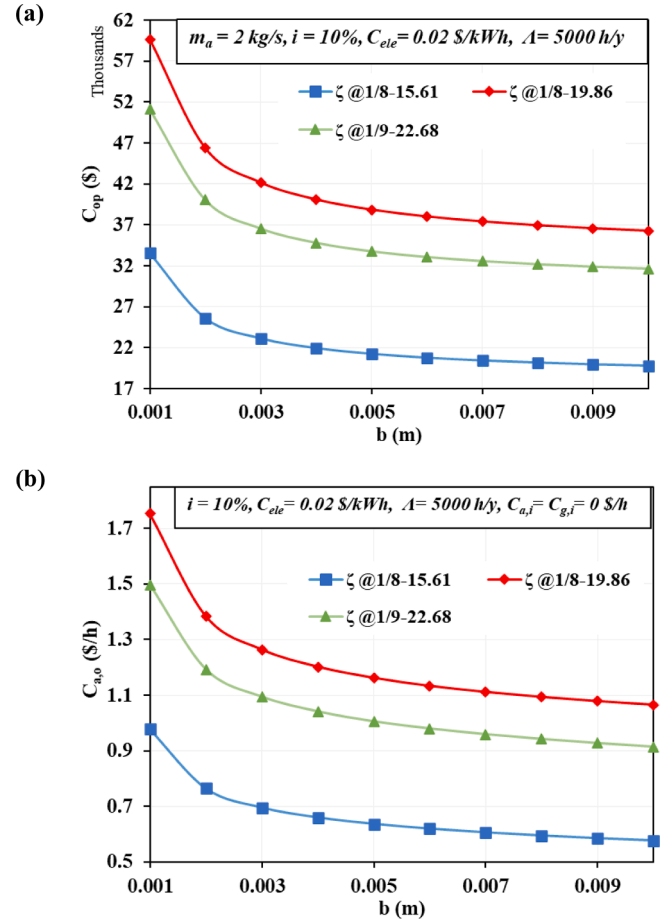 (a)
Thousands
62
57
52
47
42
37
32
27
22
17
C_op ($)
m_a = 2 kg/s, i = 10%, C_ele= 0.02 $/kWh, Λ= 5000 h/y
ζ @1/8-15.61
ζ @1/8-19.86
ζ @1/9-22.68
0.001 0.003 0.005 0.007 0.009
b (m)
(b)
1.7
1.5
1.3
1.1
0.9
0.7
0.5
C_a,o ($/h)
i = 10%, C_ele= 0.02 $/kWh, Λ= 5000 h/y, C_a,i= C_g,i= 0 $/h
ζ @1/8-15.61
ζ @1/8-19.86
ζ @1/9-22.68
0.001 0.003 0.005 0.007 0.009
b (m)